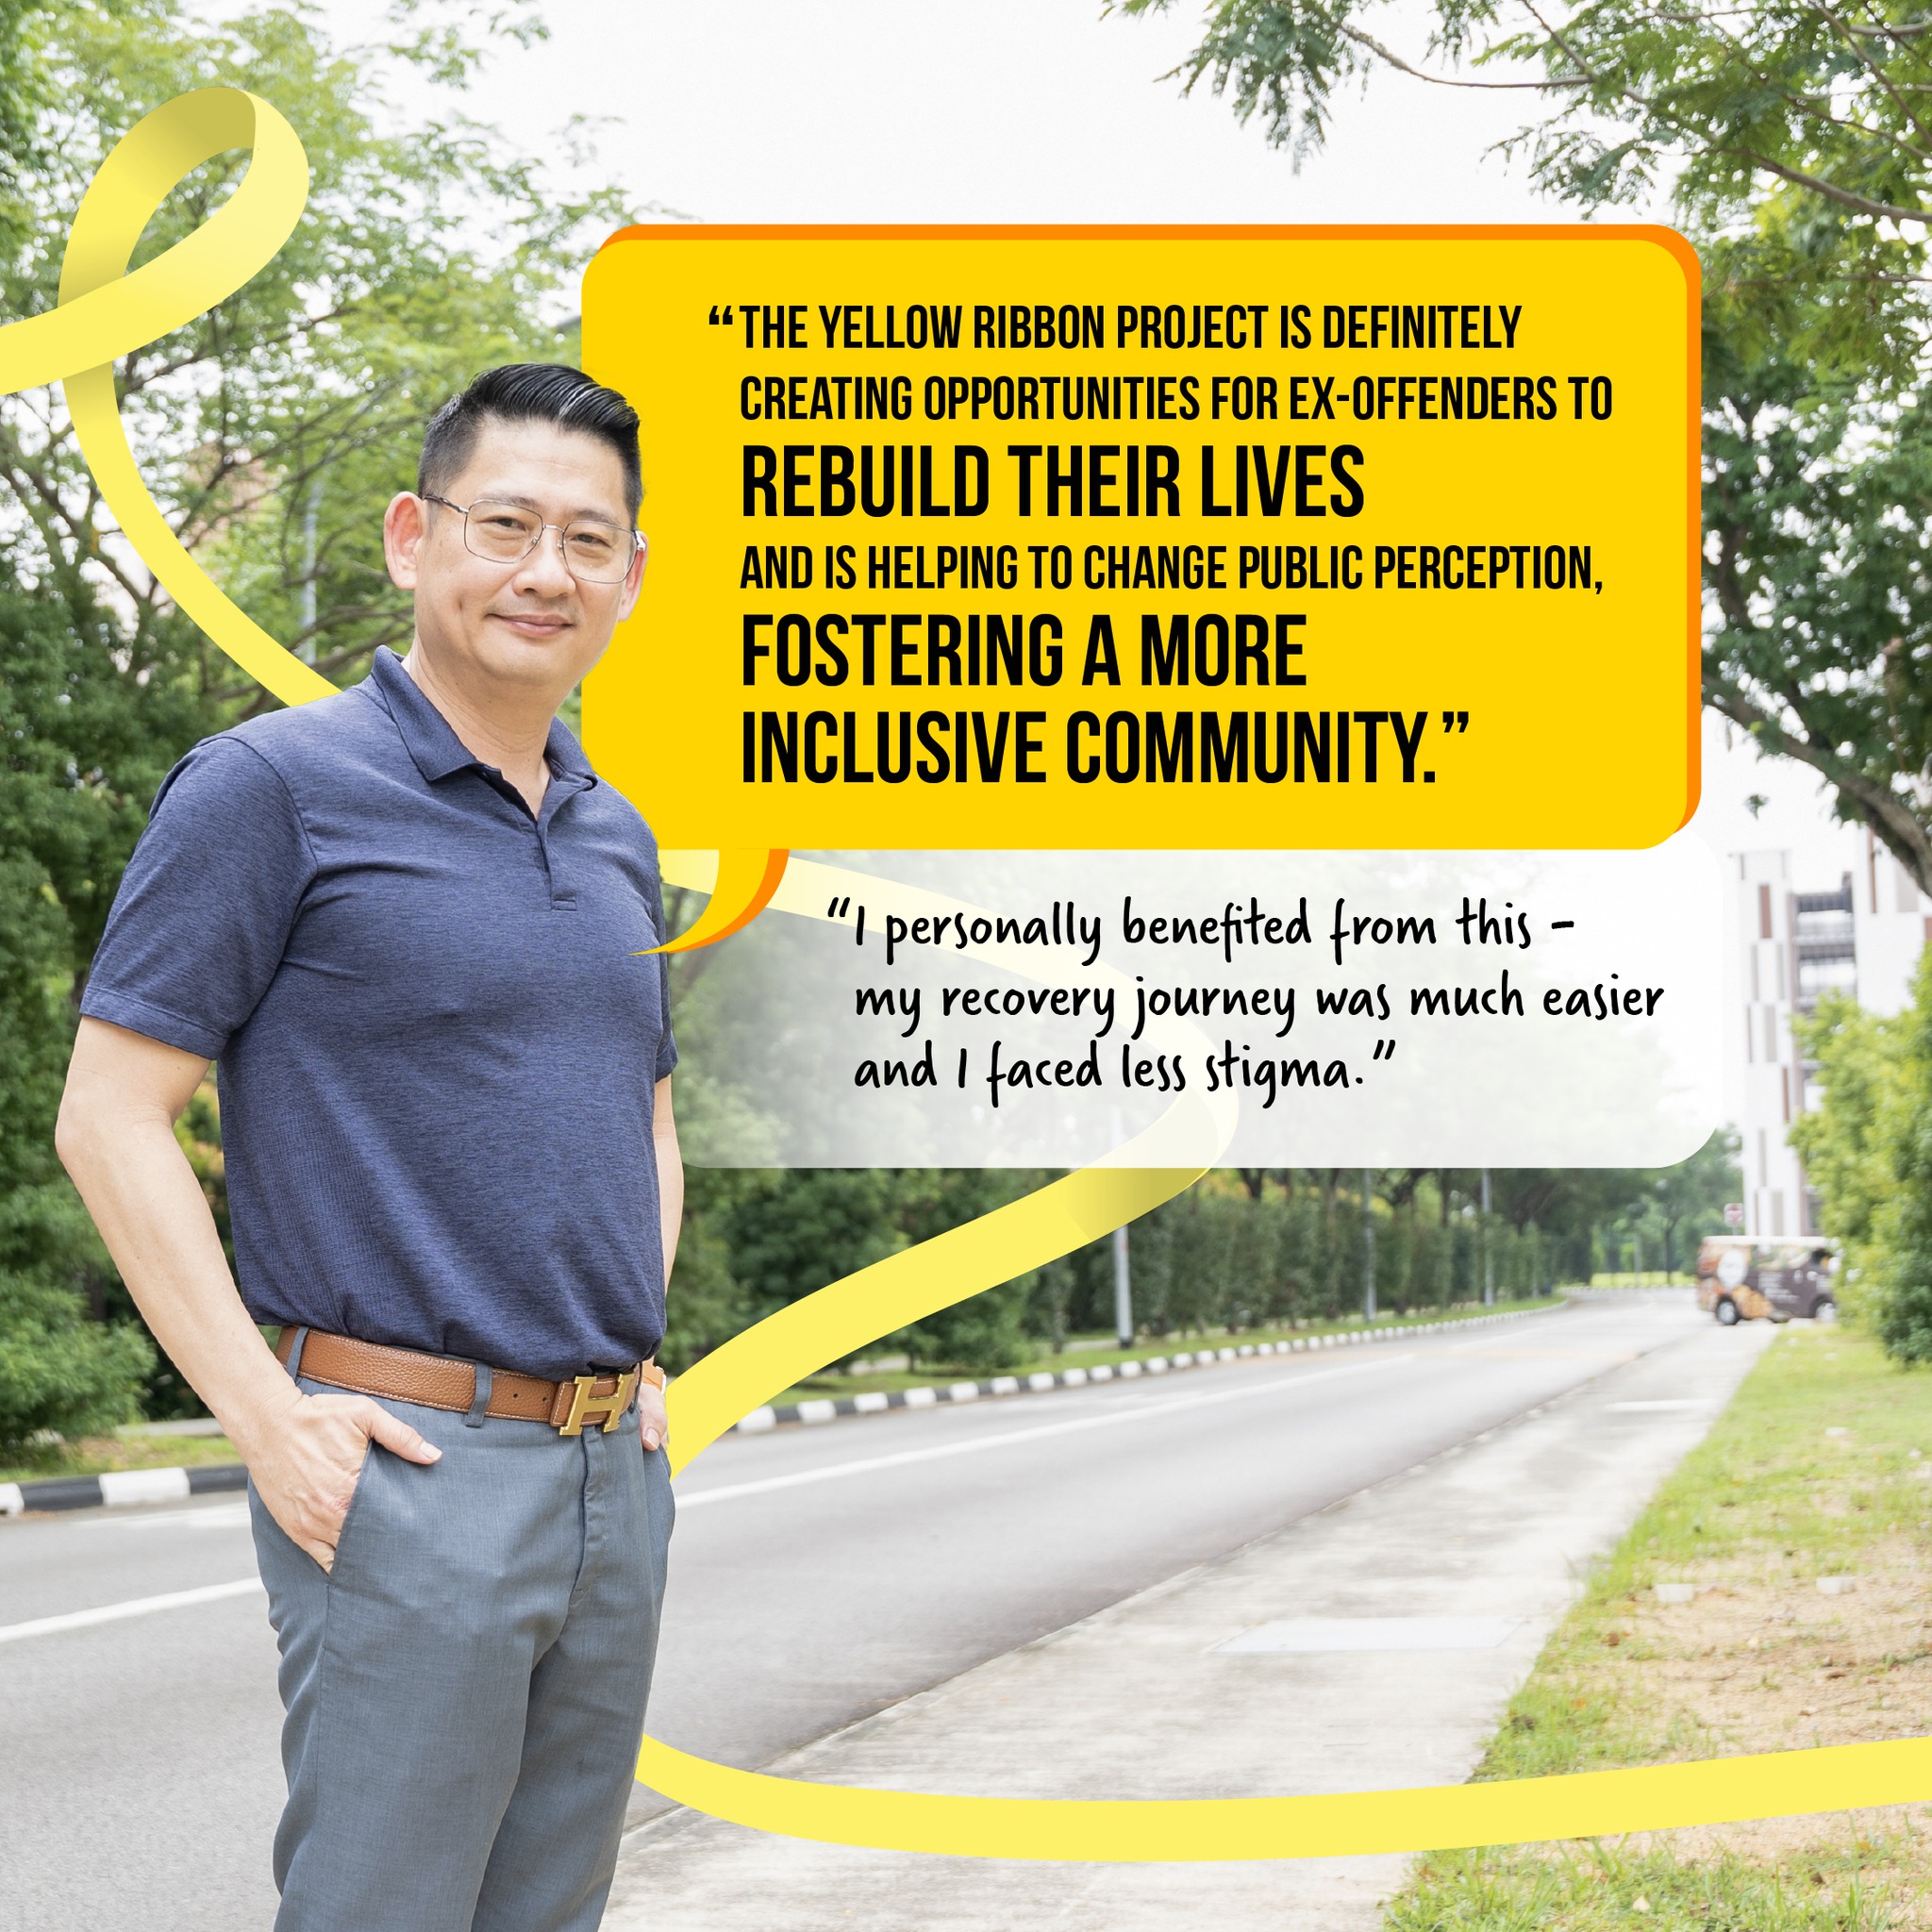 “THE YELLOW RIBBON PROJECT IS DEFINITELY
CREATING OPPORTUNITIES FOR EX-OFFENDERS TO
REBUILD THEIR LIVES
AND IS HELPING TO CHANGE PUBLIC PERCEPTION,
FOSTERING A MORE
INCLUSIVE COMMUNITY.”
“I personally benefited from this -
my recovery journey was much easier
and I faced less stigma.”